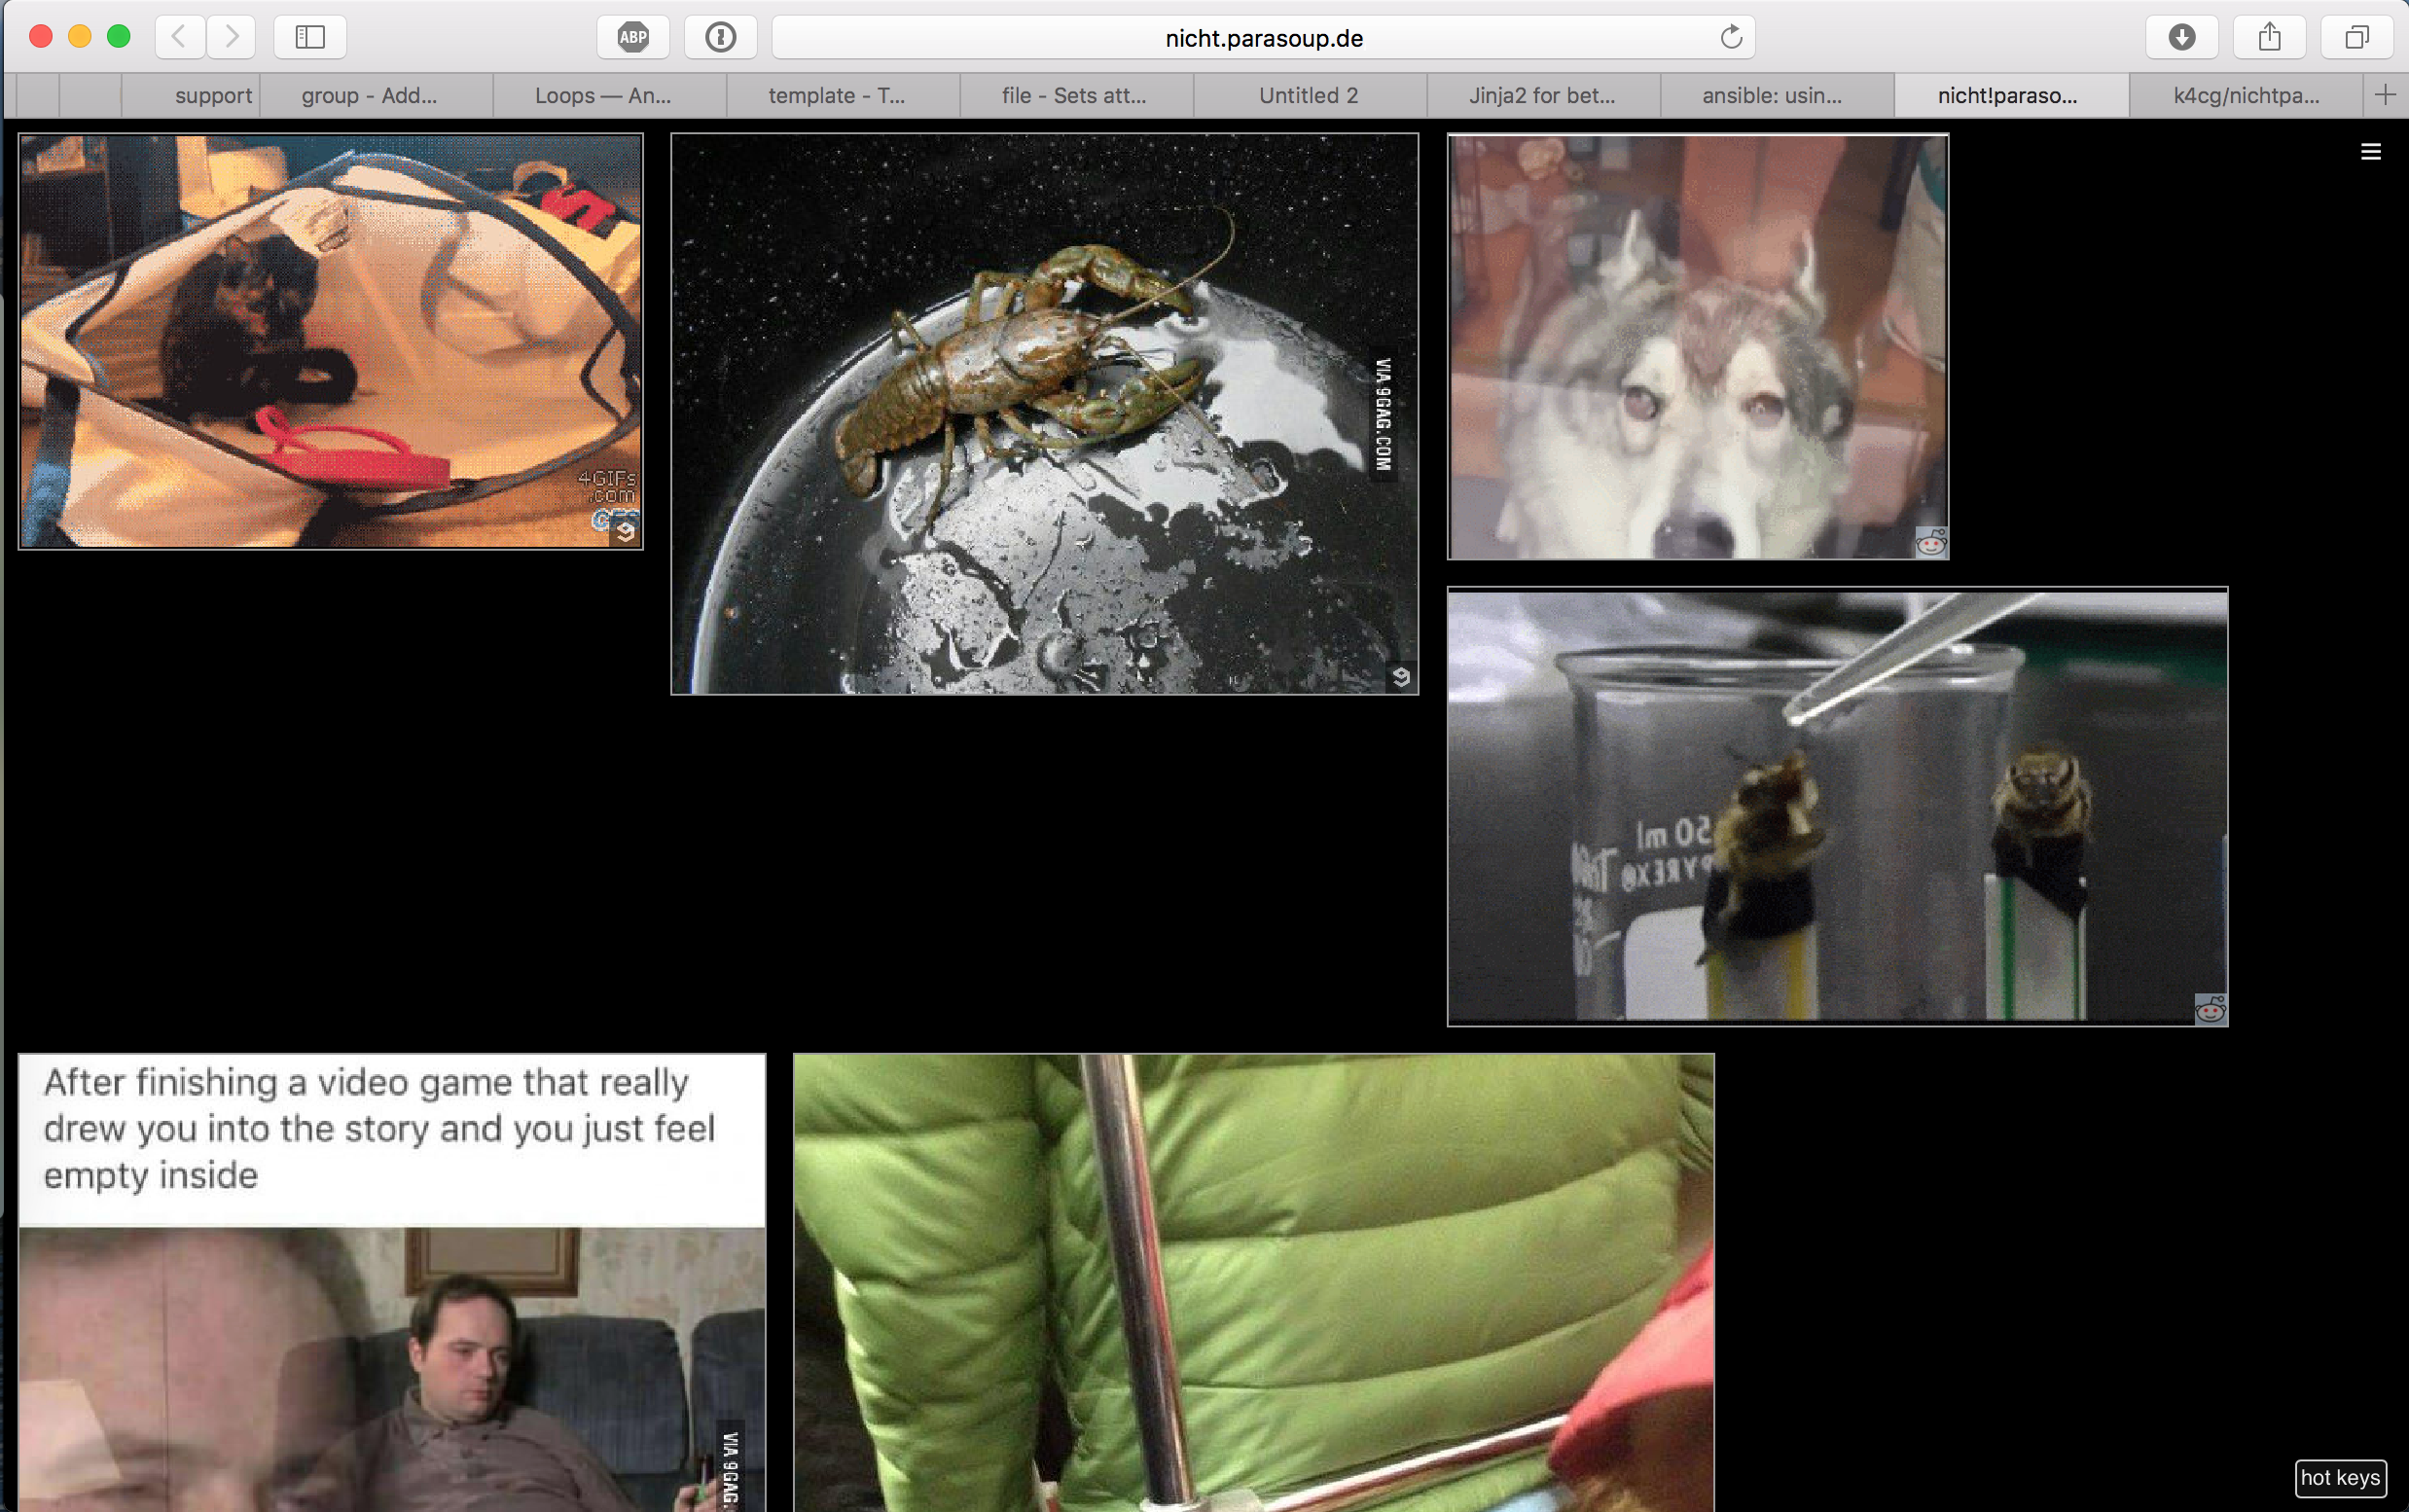 ABP
nicht.parasoup.de
support
group - Add...
Loops — An...
template - T...
file - Sets att...
Untitled 2
Jinja2 for bet...
ansible: usin...
nicht!paraso...
k4cg/nichtpa...
4GIFs
.com
VIA 9GAG.COM
50 ml
PYREX®
After finishing a video game that really
drew you into the story and you just feel
empty inside
VIA 9GAG.
hot keys